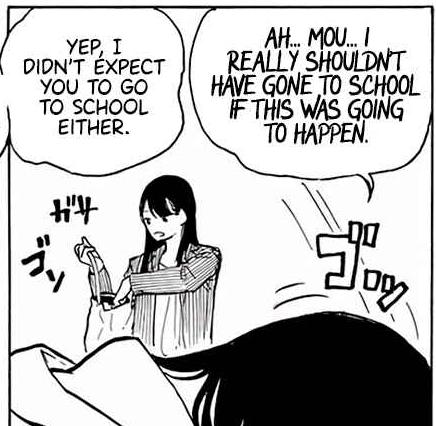 AH... MOU... I
REALLY SHOULDN'T
HAVE GONE TO SCHOOL
IF THIS WAS GOING
TO HAPPEN.
YEP, I
DIDN'T EXPECT
YOU TO GO
TO SCHOOL
EITHER.
ゴロッ
ガサ
ゴソ